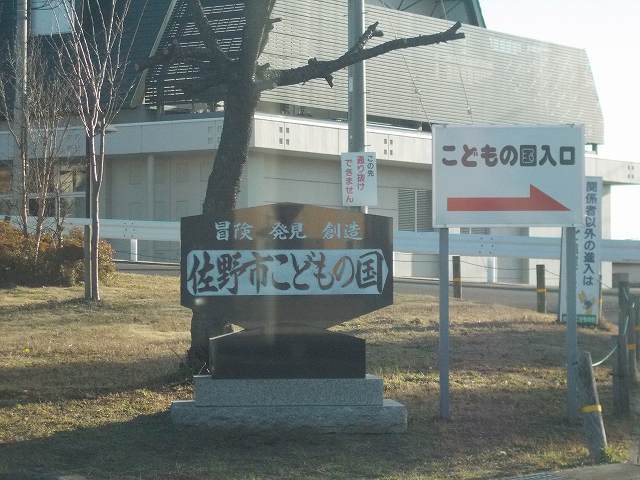 この先
通り抜け
できません
こどもの国入口
関係者以外の進入は
冒険 発見 創造
佐野市こどもの国